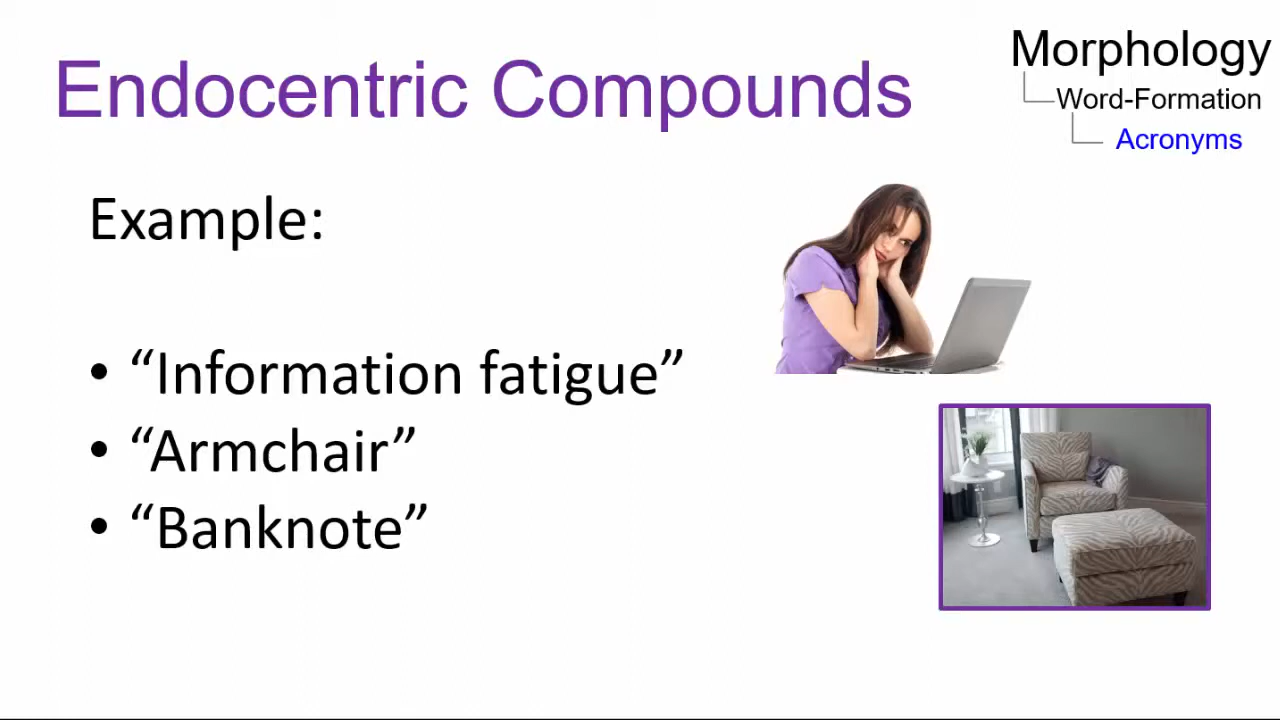 Endocentric Compounds
Morphology
Word-Formation
Acronyms
Example:
• “Information fatigue”
• “Armchair”
• “Banknote”